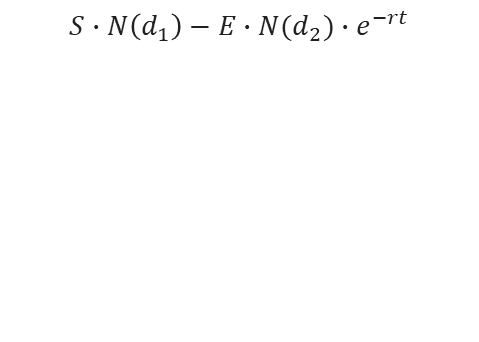 S · N(d₁) − E · N(d₂) · e⁻ʳᵗ